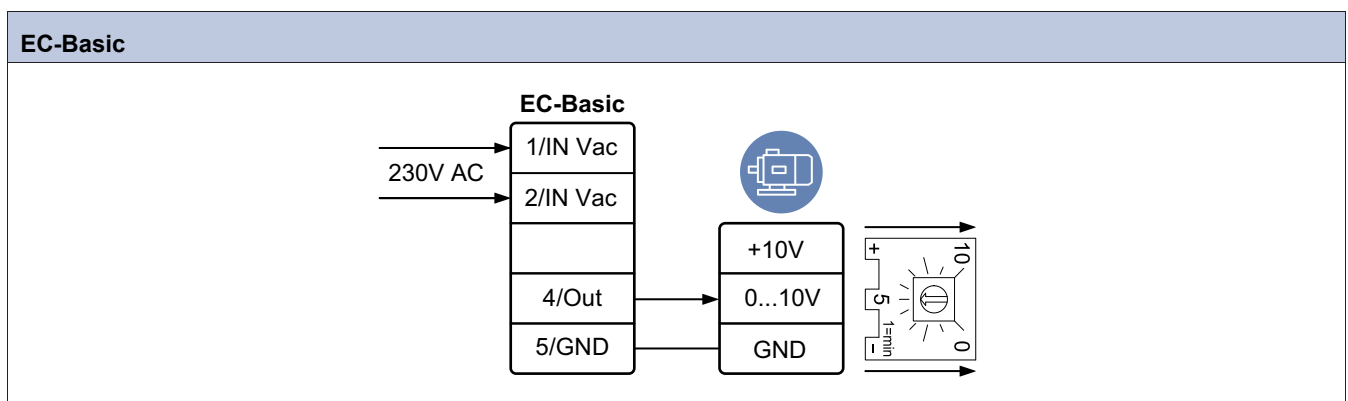 EC-Basic
EC-Basic
230V AC
1/IN Vac
2/IN Vac
4/Out
5/GND
+10V
0...10V
GND
+
10
5
1=min
-
0